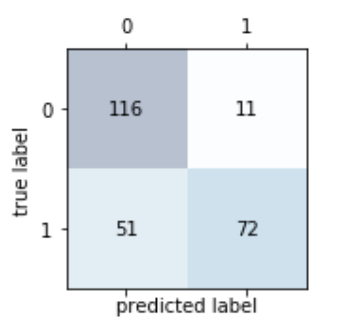 0 1
true label
0 116 11
1 51 72
predicted label